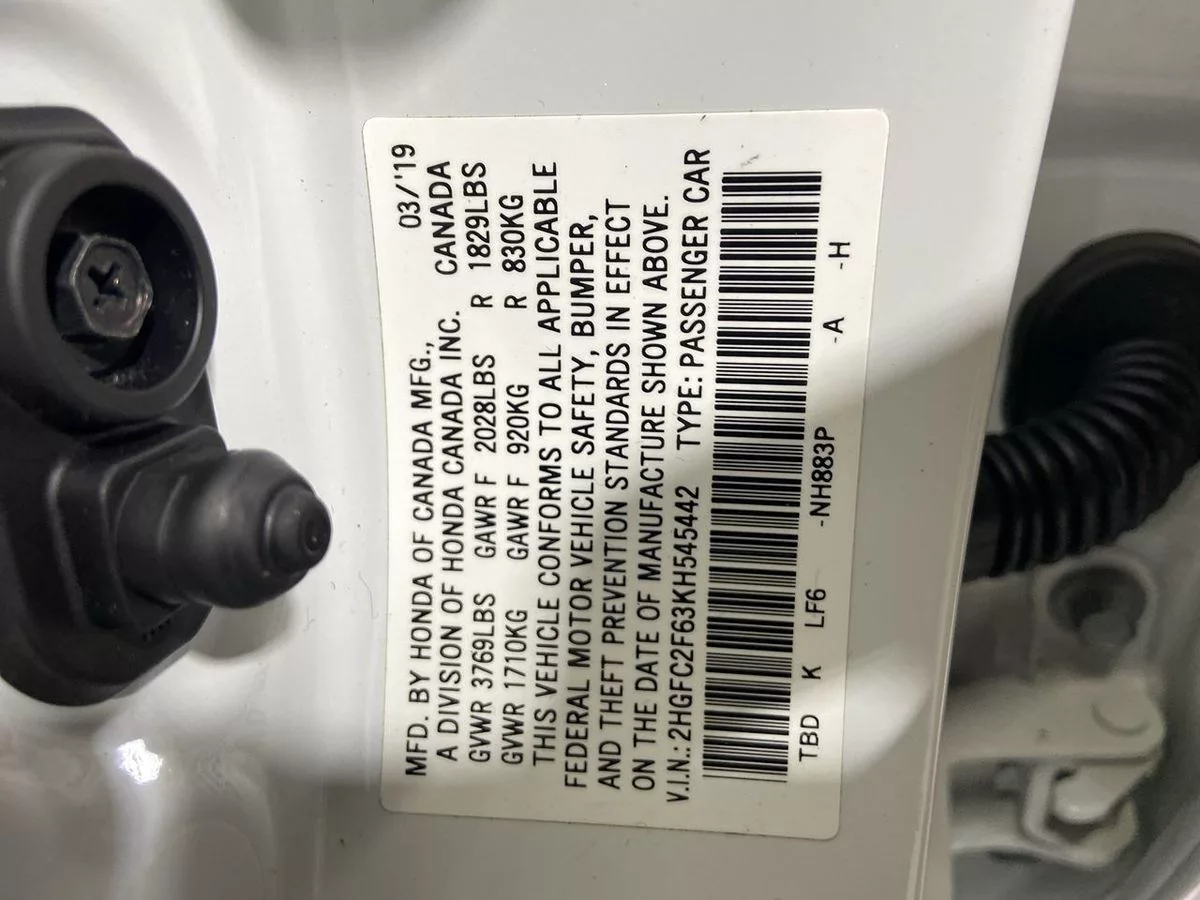 MFD. BY HONDA OF CANADA MFG., 03/'19
A DIVISION OF HONDA CANADA INC. CANADA
GVWR 3769LBS GAWR F 2028LBS R 1829LBS
GVWR 1710KG GAWR F 920KG R 830KG
THIS VEHICLE CONFORMS TO ALL APPLICABLE
FEDERAL MOTOR VEHICLE SAFETY, BUMPER,
AND THEFT PREVENTION STANDARDS IN EFFECT
ON THE DATE OF MANUFACTURE SHOWN ABOVE.
V.I.N.: 2HGFC2F63KH545442 TYPE: PASSENGER CAR
TBD K LF6 -NH883P -A -H